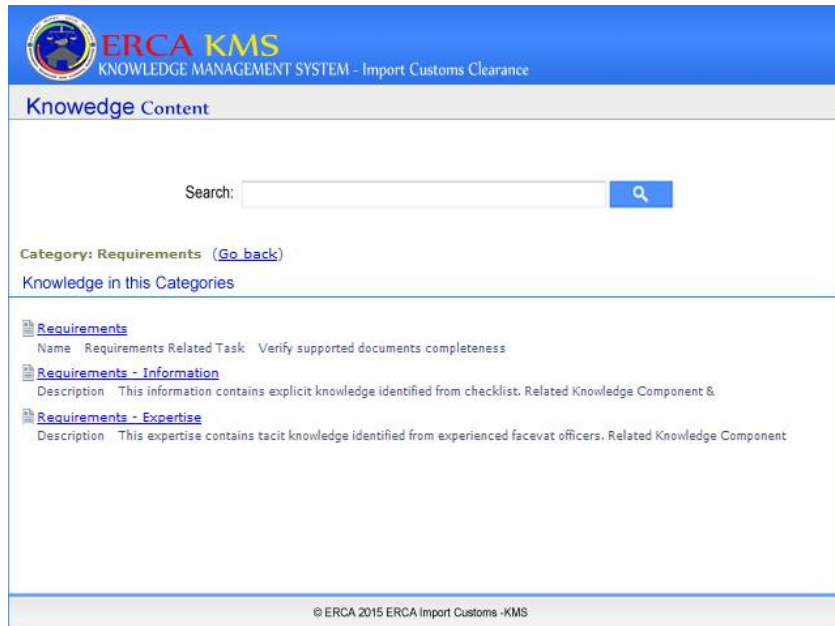 ERCA KMS
KNOWLEDGE MANAGEMENT SYSTEM - Import Customs Clearance
Knowedge Content
Search:
Category: Requirements (Go back)
Knowledge in this Categories
Requirements
Name Requirements Related Task Verify supported documents completeness
Requirements - Information
Description This information contains explicit knowledge identified from checklist. Related Knowledge Component &
Requirements - Expertise
Description This expertise contains tacit knowledge identified from experienced facevat officers. Related Knowledge Component
© ERCA 2015 ERCA Import Customs -KMS